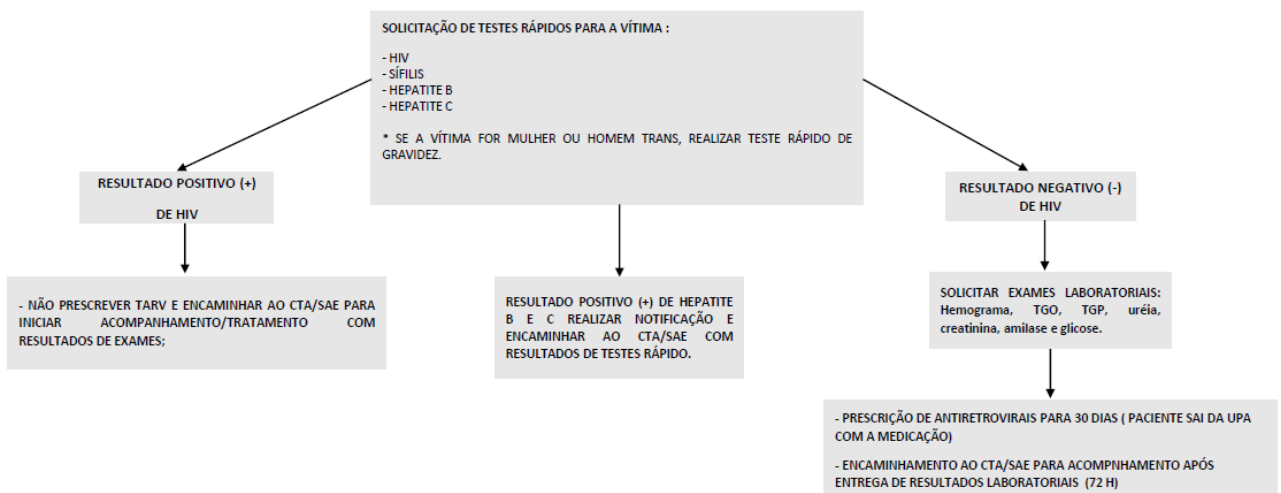 SOLICITAÇÃO DE TESTES RÁPIDOS PARA A VÍTIMA :
- HIV
- SÍFILIS
- HEPATITE B
- HEPATITE C
* SE A VÍTIMA FOR MULHER OU HOMEM TRANS, REALIZAR TESTE RÁPIDO DE
GRAVIDEZ.
RESULTADO POSITIVO (+)
DE HIV
RESULTADO NEGATIVO (-)
DE HIV
- NÃO PRESCREVER TARV E ENCAMINHAR AO CTA/SAE PARA
INICIAR ACOMPANHAMENTO/TRATAMENTO COM
RESULTADOS DE EXAMES;
RESULTADO POSITIVO (+) DE HEPATITE
B E C REALIZAR NOTIFICAÇÃO E
ENCAMINHAR AO CTA/SAE COM
RESULTADOS DE TESTES RÁPIDO.
SOLICITAR EXAMES LABORATORIAIS:
Hemograma, TGO, TGP, uréia,
creatinina, amilase e glicose.
- PRESCRIÇÃO DE ANTIRETROVIRAIS PARA 30 DIAS ( PACIENTE SAI DA UPA
COM A MEDICAÇÃO)
- ENCAMINHAMENTO AO CTA/SAE PARA ACOMPNHAMENTO APÓS
ENTREGA DE RESULTADOS LABORATORIAIS (72 H)